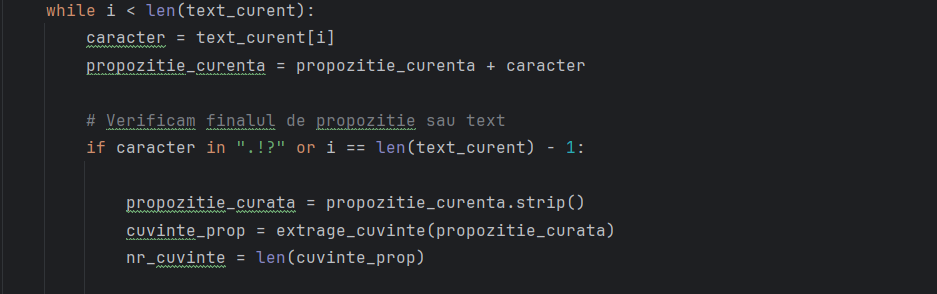 while i < len(text_curent):
caracter = text_curent[i]
propozitie_curenta = propozitie_curenta + caracter
# Verificam finalul de propozitie sau text
if caracter in ".!?" or i == len(text_curent) - 1:
propozitie_curata = propozitie_curenta.strip()
cuvinte_prop = extrage_cuvinte(propozitie_curata)
nr_cuvinte = len(cuvinte_prop)